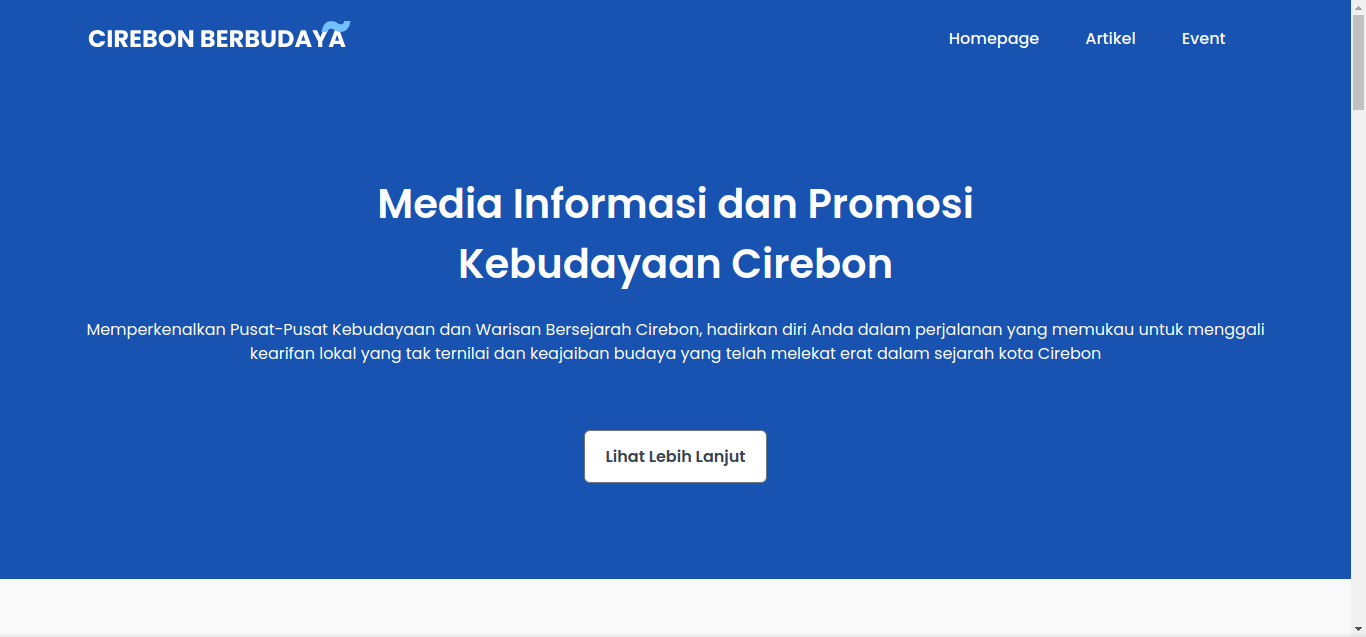 CIREBON BERBUDAYA
Homepage Artikel Event
Media Informasi dan Promosi
Kebudayaan Cirebon
Memperkenalkan Pusat-Pusat Kebudayaan dan Warisan Bersejarah Cirebon, hadirkan diri Anda dalam perjalanan yang memukau untuk menggali
kearifan lokal yang tak ternilai dan keajaiban budaya yang telah melekat erat dalam sejarah kota Cirebon
Lihat Lebih Lanjut